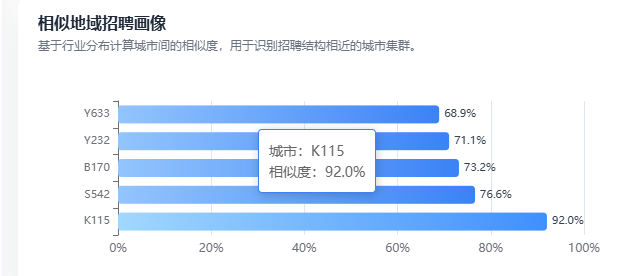 相似地域招聘画像
基于行业分布计算城市间的相似度，用于识别招聘结构相近的城市集群。
Y633 68.9%
Y232 71.1%
城市：K115
B170 73.2%
相似度：92.0%
S542 76.6%
K115 92.0%
0% 20% 40% 60% 80% 100%